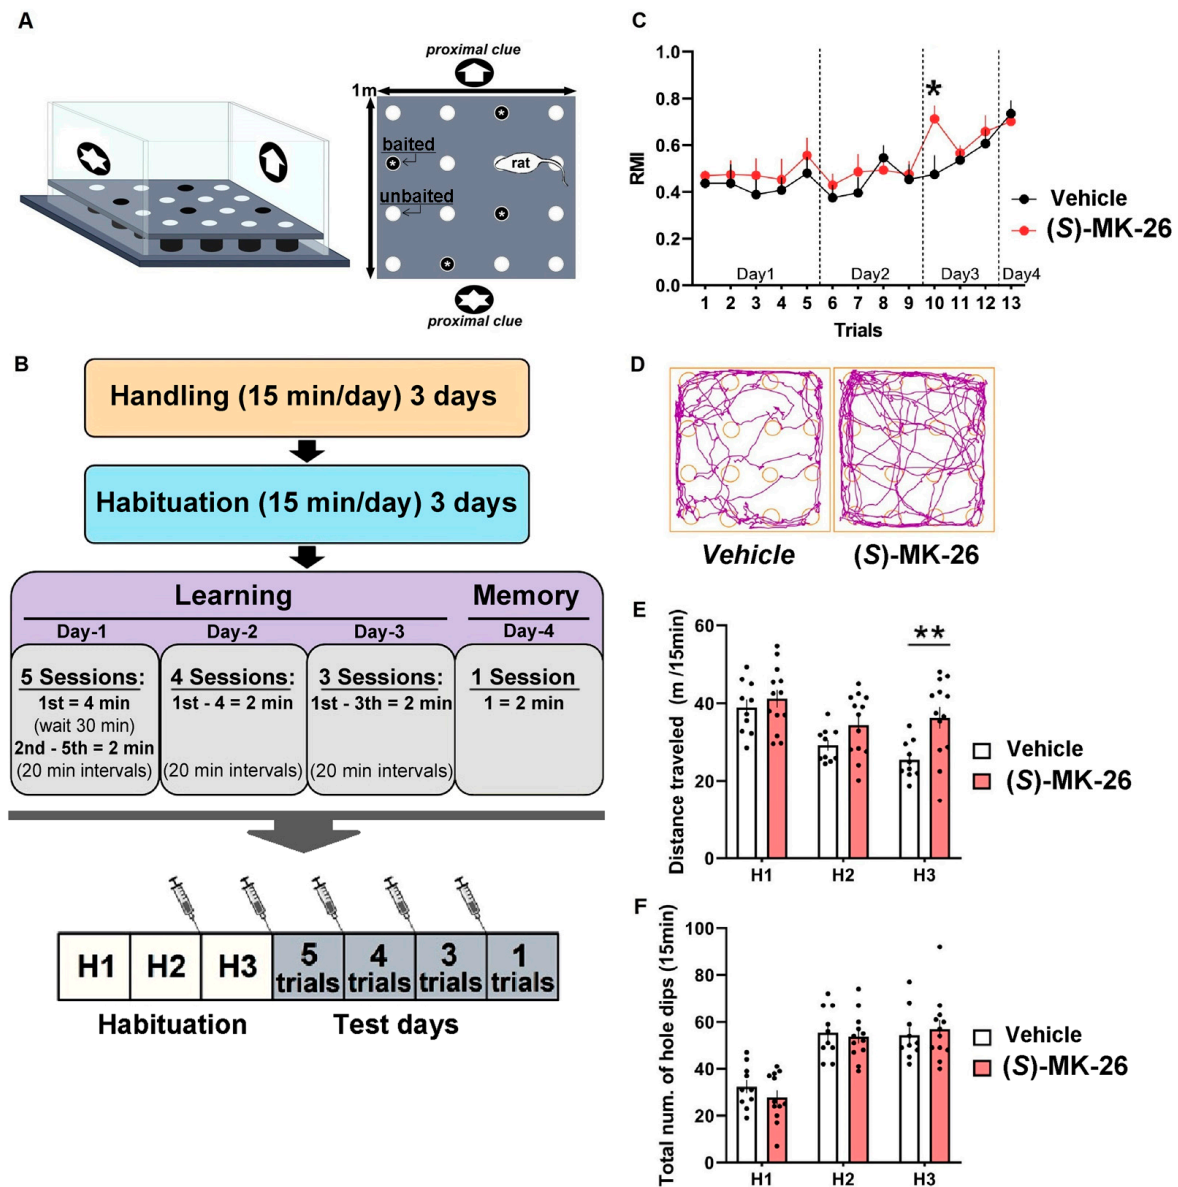 A
proximal clue
1m
baited
*
rat
unbaited
*
*
*
proximal clue
B
Handling (15 min/day) 3 days
Habituation (15 min/day) 3 days
Learning
Memory
Day-1
Day-2
Day-3
Day-4
5 Sessions:
1st = 4 min
(wait 30 min)
2nd - 5th = 2 min
(20 min intervals)
4 Sessions:
1st - 4 = 2 min
(20 min intervals)
3 Sessions:
1st - 3th = 2 min
(20 min intervals)
1 Session
1 = 2 min
H1
H2
H3
5
trials
4
trials
3
trials
1
trials
Habituation
Test days
C
RMI
1.0
0.8
0.6
0.4
0.2
0.0
*
Day1
Day2
Day3
Day4
1 2 3 4 5 6 7 8 9 10 11 12 13
Trials
Vehicle
(S)-MK-26
D
Vehicle
(S)-MK-26
E
Distance traveled (m /15min)
60
40
20
0
**
H1
H2
H3
Vehicle
(S)-MK-26
F
Total num. of hole dips (15min)
100
80
60
40
20
0
H1
H2
H3
Vehicle
(S)-MK-26